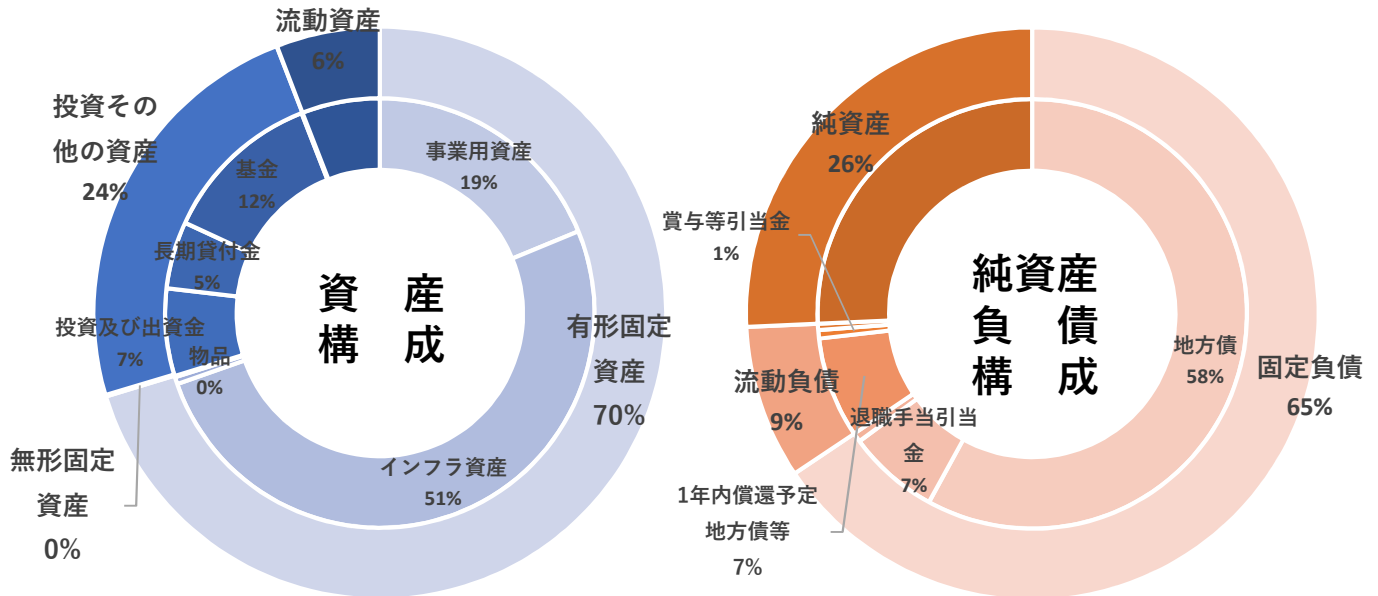 流動資産
6%
投資その
他の資産
24%
基金
12%
事業用資産
19%
長期貸付金
5%
投資及び出資金
7%
物品
0%
資　産
構　成
有形固定
資産
70%
インフラ資産
51%
無形固定
資産
0%
純資産
26%
賞与等引当金
1%
純資産
負　債
構　成
地方債
58%
固定負債
65%
流動負債
9%
退職手当引当
金
7%
1年内償還予定
地方債等
7%